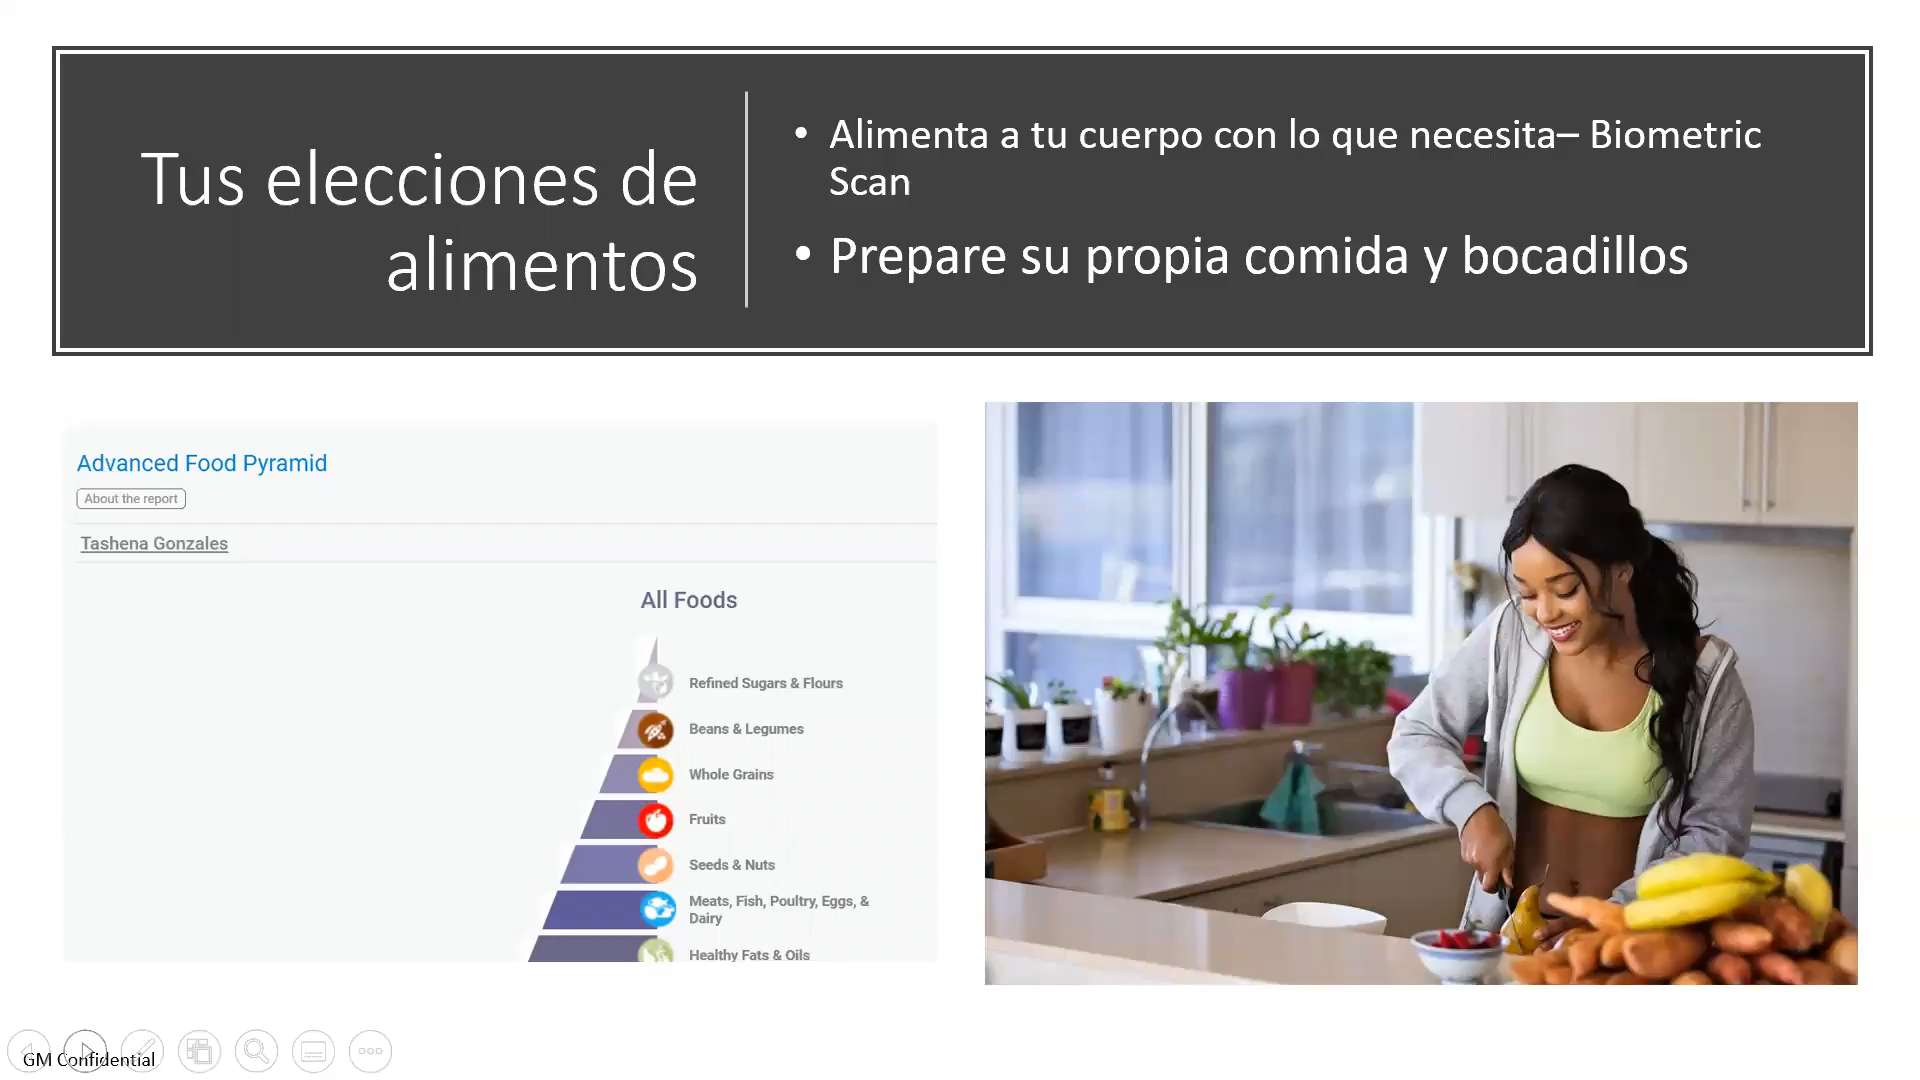 Tus elecciones de
alimentos
• Alimenta a tu cuerpo con lo que necesita– Biometric
Scan
• Prepare su propia comida y bocadillos
Advanced Food Pyramid
About the report
Tashena Gonzales
All Foods
Refined Sugars & Flours
Beans & Legumes
Whole Grains
Fruits
Seeds & Nuts
Meats, Fish, Poultry, Eggs, &
Dairy
Healthy Fats & Oils
GM Confidential